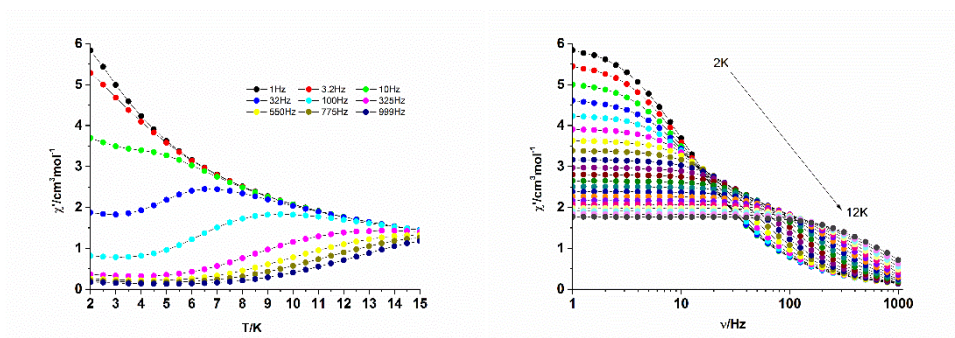 6
5
4
3
2
1
0
χ'/cm³mol⁻¹
1Hz 3.2Hz 10Hz
32Hz 100Hz 325Hz
550Hz 775Hz 999Hz
2 3 4 5 6 7 8 9 10 11 12 13 14 15
T/K
6
5
4
3
2
1
0
χ'/cm³mol⁻¹
2K
12K
1 10 100 1000
ν/Hz